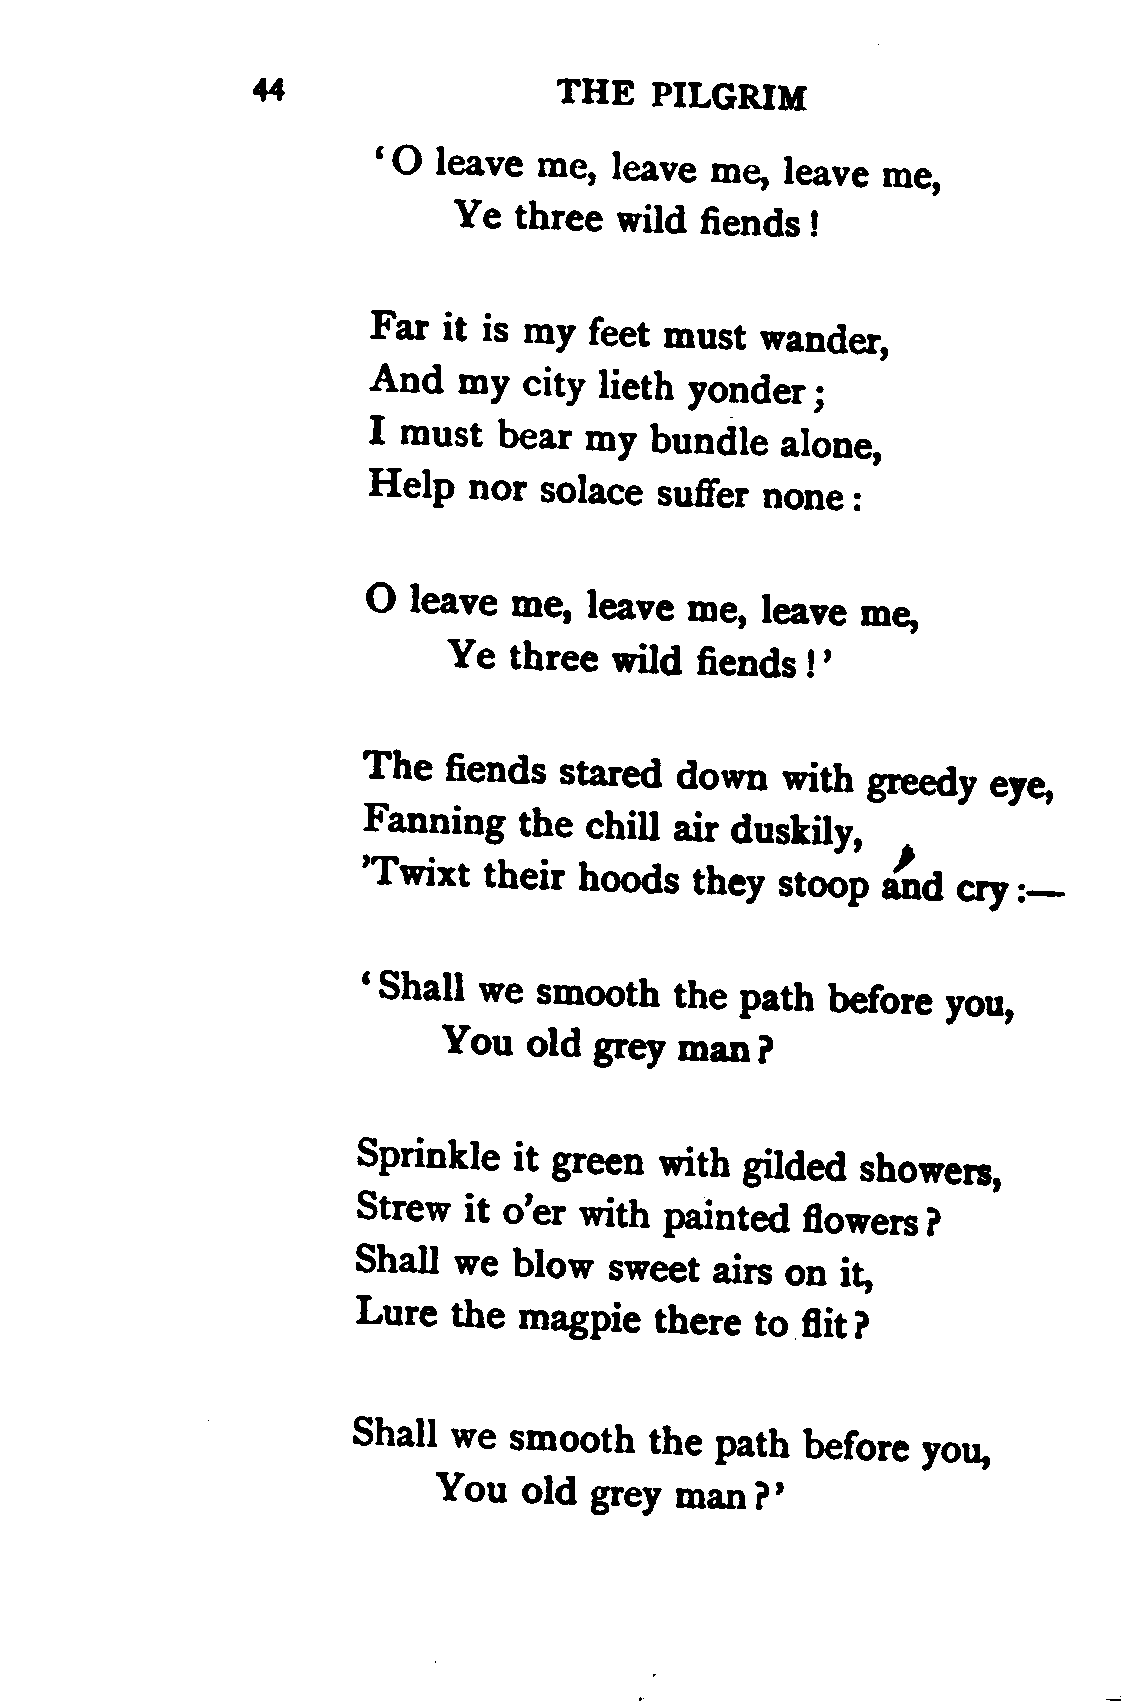 44 THE PILGRIM
‘O leave me, leave me, leave me,
Ye three wild fiends!
Far it is my feet must wander,
And my city lieth yonder;
I must bear my bundle alone,
Help nor solace suffer none:
O leave me, leave me, leave me,
Ye three wild fiends!’
The fiends stared down with greedy eye,
Fanning the chill air duskily,
’Twixt their hoods they stoop and cry:—
‘Shall we smooth the path before you,
You old grey man?
Sprinkle it green with gilded showers,
Strew it o’er with painted flowers?
Shall we blow sweet airs on it,
Lure the magpie there to flit?
Shall we smooth the path before you,
You old grey man?’